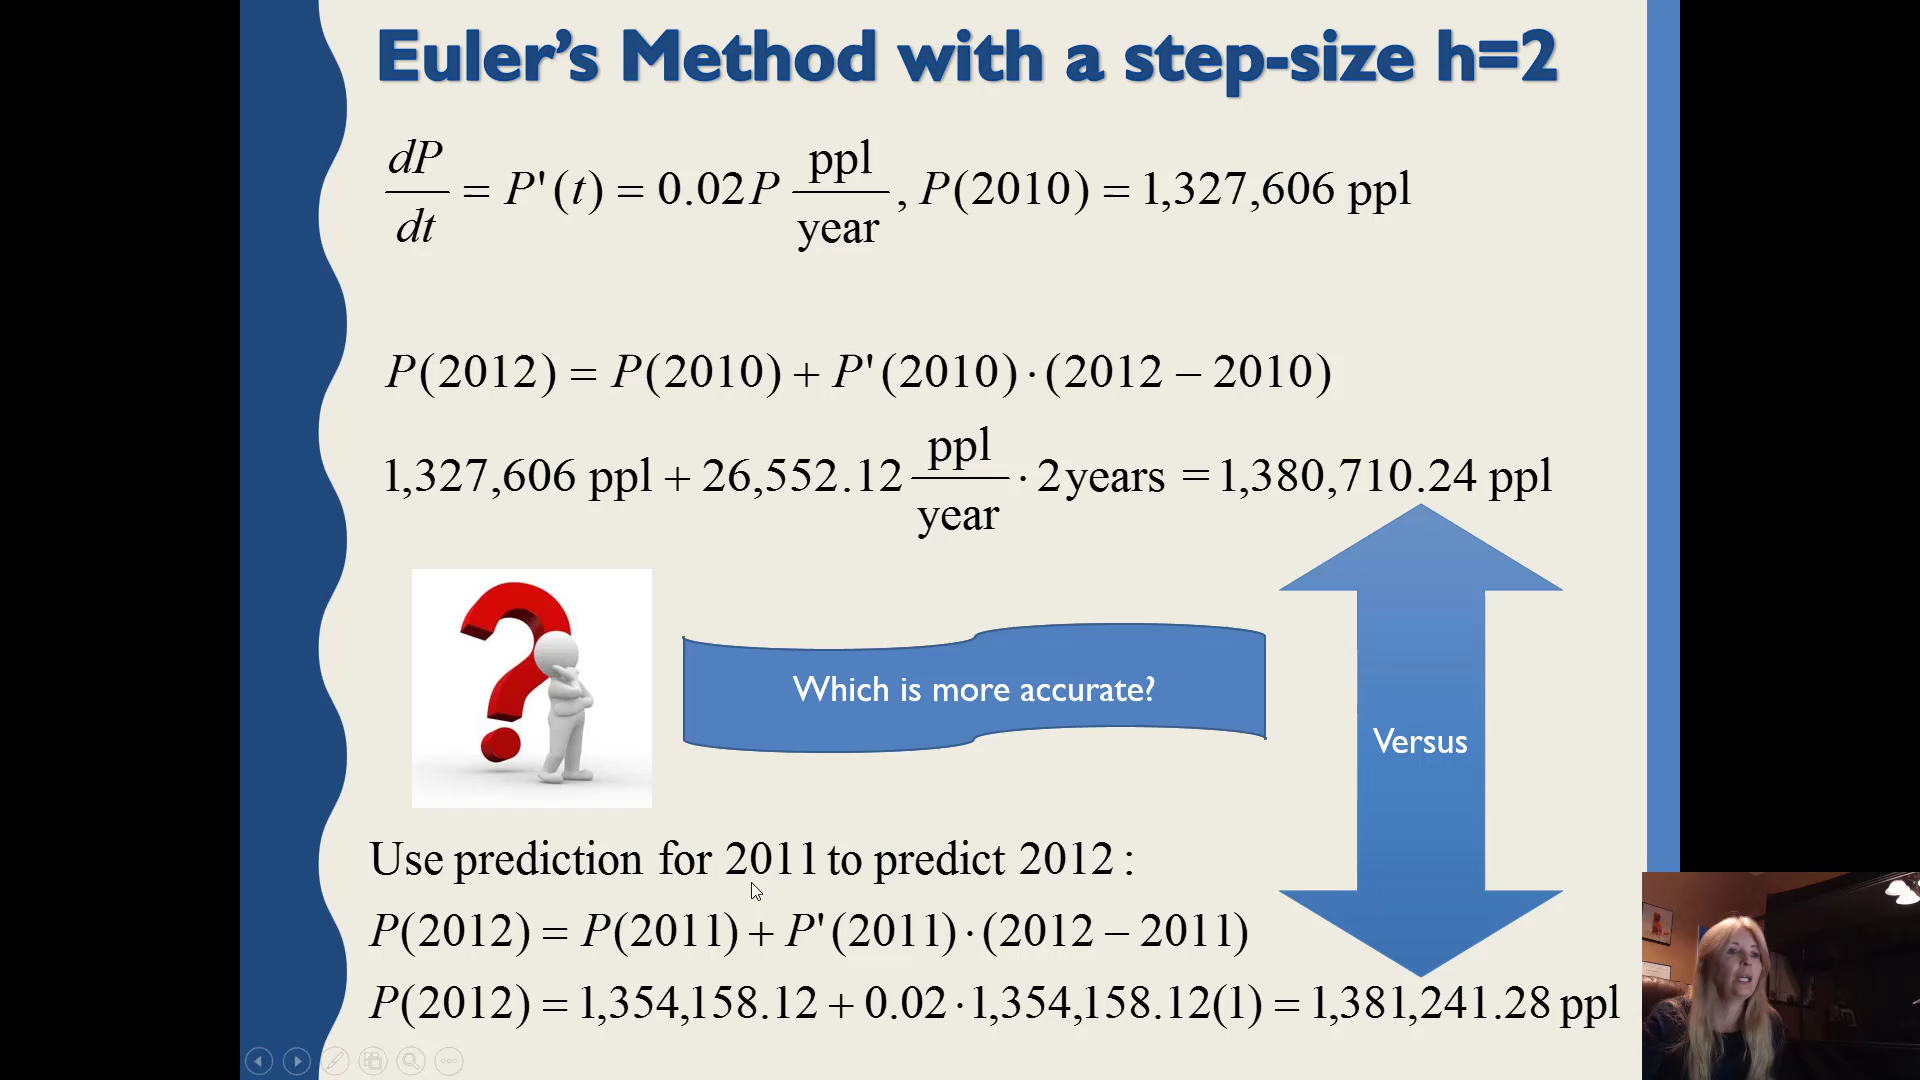 Euler's Method with a step-size h=2
dP/dt = P'(t) = 0.02P ppl/year, P(2010) = 1,327,606 ppl
P(2012) = P(2010) + P'(2010)·(2012 − 2010)
1,327,606 ppl + 26,552.12 ppl/year · 2 years = 1,380,710.24 ppl
Which is more accurate?
Versus
Use prediction for 2011 to predict 2012 :
P(2012) = P(2011) + P'(2011)·(2012 − 2011)
P(2012) = 1,354,158.12 + 0.02·1,354,158.12(1) = 1,381,241.28 ppl